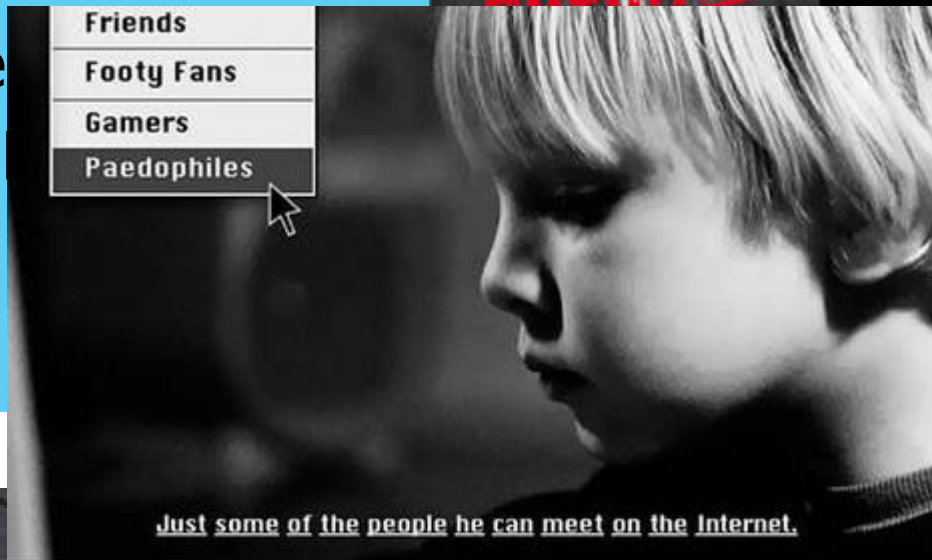 Friends
Footy Fans
Gamers
Paedophiles
Just some of the people he can meet on the Internet.